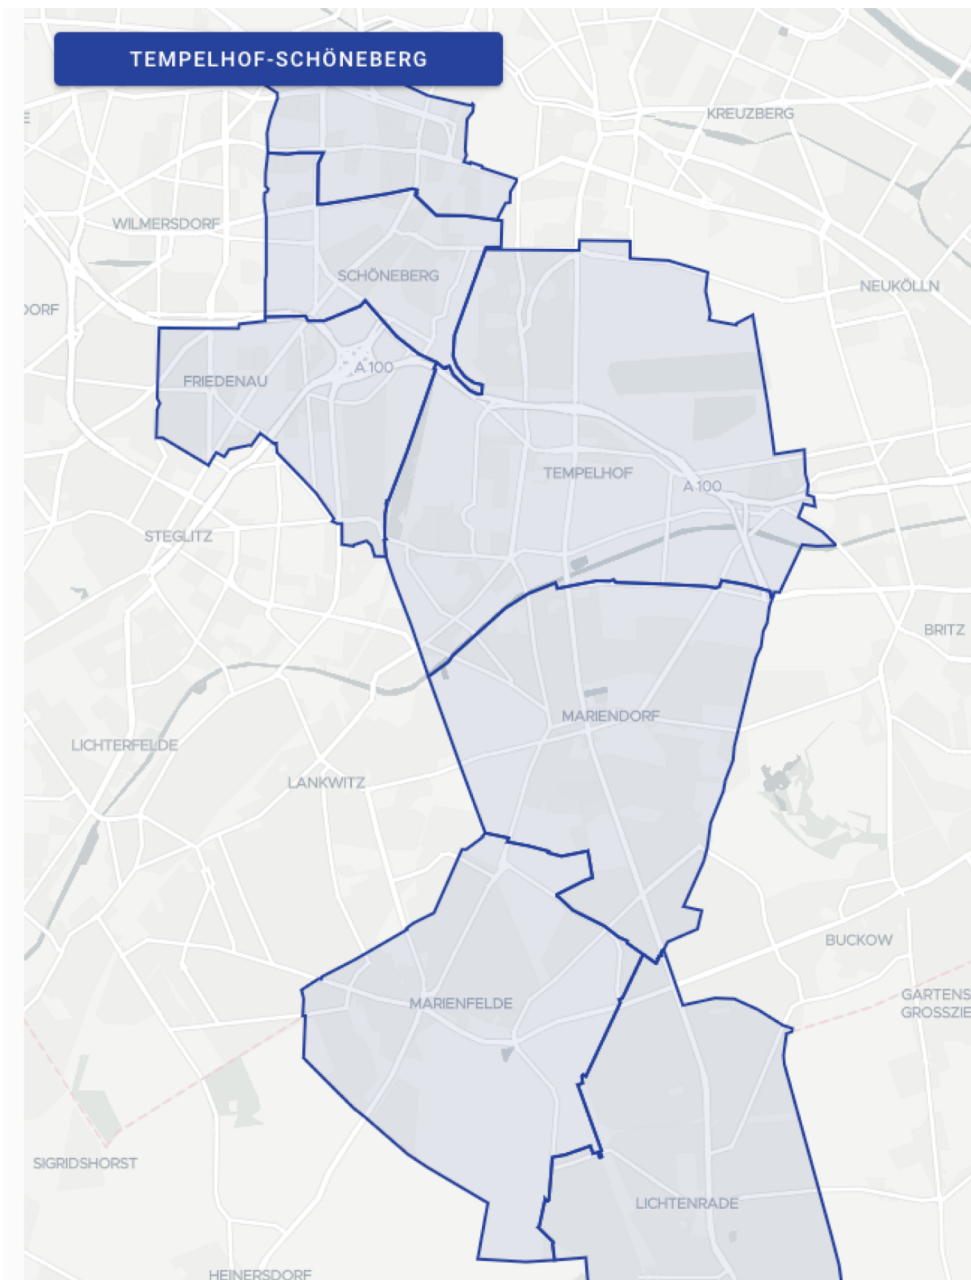 TEMPELHOF-SCHÖNEBERG
KREUZBERG
WILMERSDORF
SCHÖNEBERG
NEUKÖLLN
DORF
A 100
FRIEDENAU
TEMPELHOF
A 100
STEGLITZ
BRITZ
MARIENDORF
LICHTERFELDE
LANKWITZ
BUCKOW
GARTENS
GROSSZIE
MARIENFELDE
SIGRIDSHORST
LICHTENRADE
HEINERSDORF